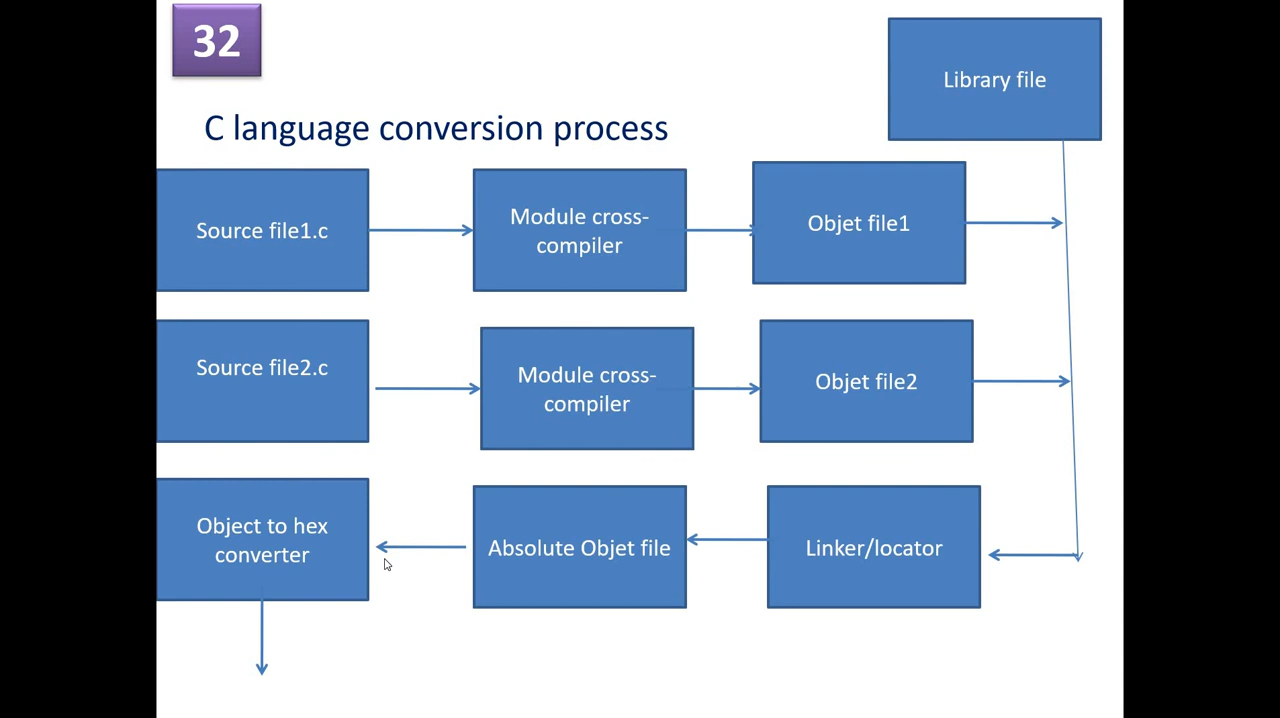 32
Library file
C language conversion process
Source file1.c
Module cross-
compiler
Objet file1
Source file2.c
Module cross-
compiler
Objet file2
Object to hex
converter
Absolute Objet file
Linker/locator